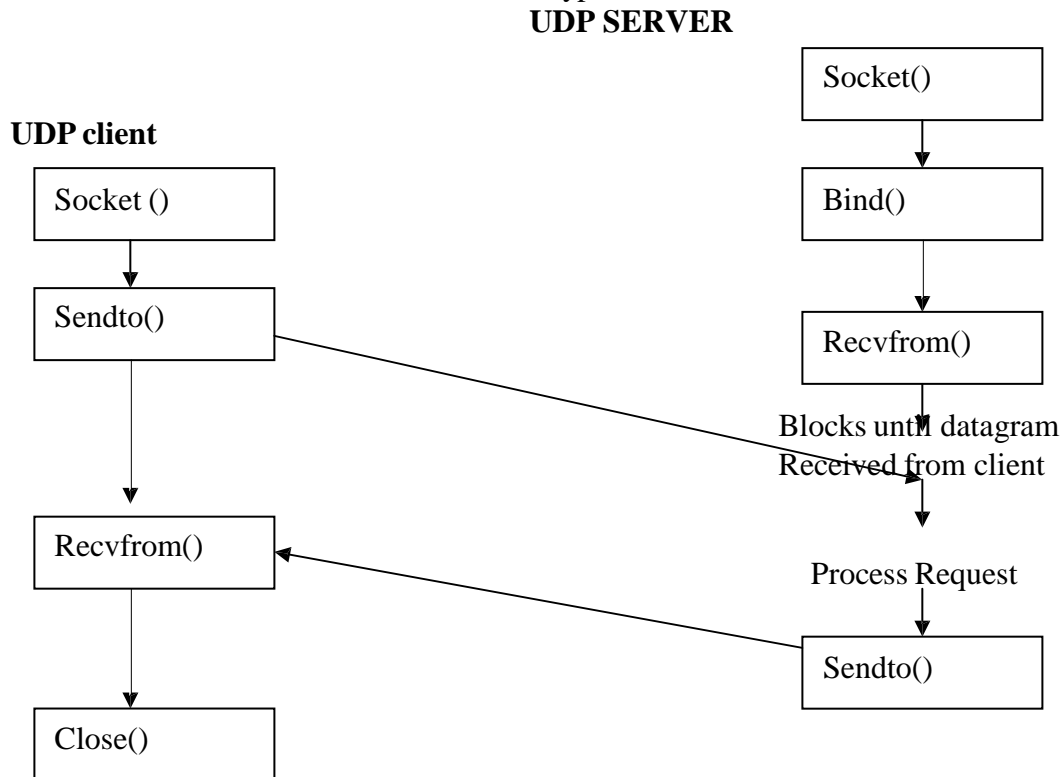 UDP SERVER
Socket()
UDP client
Socket ()
Bind()
Sendto()
Recvfrom()
Blocks until datagram
Received from client
Recvfrom()
Process Request
Sendto()
Close()